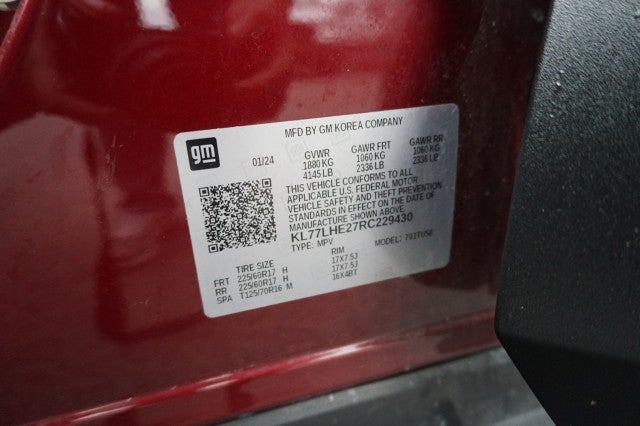 MFD BY GM KOREA COMPANY
gm 01/24 GVWR GAWR FRT GAWR RR
1880 KG 1060 KG 1060 KG
4145 LB 2336 LB 2336 LB
THIS VEHICLE CONFORMS TO ALL
APPLICABLE U.S. FEDERAL MOTOR
VEHICLE SAFETY AND THEFT PREVENTION
STANDARDS IN EFFECT ON THE DATE OF
MANUFACTURE SHOWN ABOVE.
KL77LHE27RC229430
TYPE: MPV MODEL: 791TU58
TIRE SIZE RIM
FRT 225/60R17 H 17X7.5J
RR 225/60R17 H 17X7.5J
SPA T125/70R16 M 16X4BT